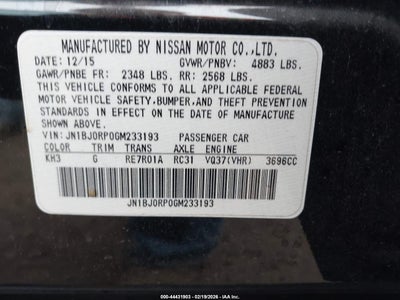 MANUFACTURED BY NISSAN MOTOR CO.,LTD.
DATE: 12/15 GVWR/PNBV: 4883 LBS.
GAWR/PNBE FR: 2348 LBS. RR: 2568 LBS.
THIS VEHICLE CONFORMS TO ALL APPLICABLE FEDERAL
MOTOR VEHICLE SAFETY,BUMPER,AND THEFT PREVENTION
STANDARDS IN EFFECT ON THE DATE OF MANUFACTURE
SHOWN ABOVE.
VIN: JN1BJ0RP0GM233193 PASSENGER CAR
COLOR TRIM TRANS AXLE ENGINE
KH3 G RE7R01A RC31 VQ37(VHR) 3696CC
JN1BJ0RP0GM233193
000-44431903 - 02/19/2026 - IAA Holdings, LLC